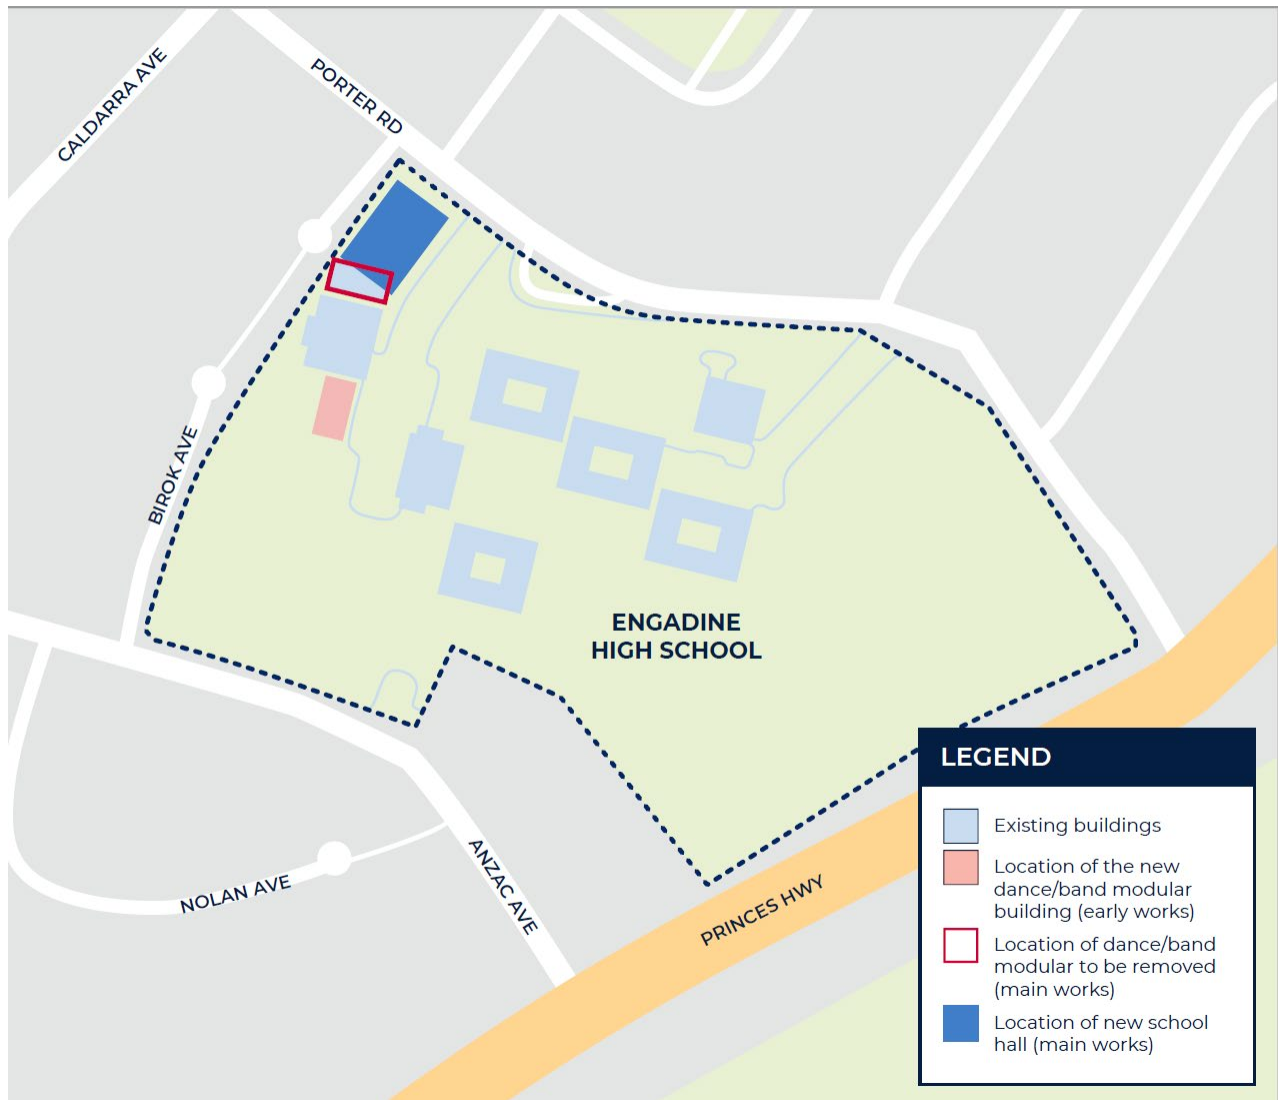 CALDARRA AVE
PORTER RD
BIROK AVE
ENGADINE
HIGH SCHOOL
NOLAN AVE
ANZAC AVE
PRINCES HWY
LEGEND
Existing buildings
Location of the new
dance/band modular
building (early works)
Location of dance/band
modular to be removed
(main works)
Location of new school
hall (main works)